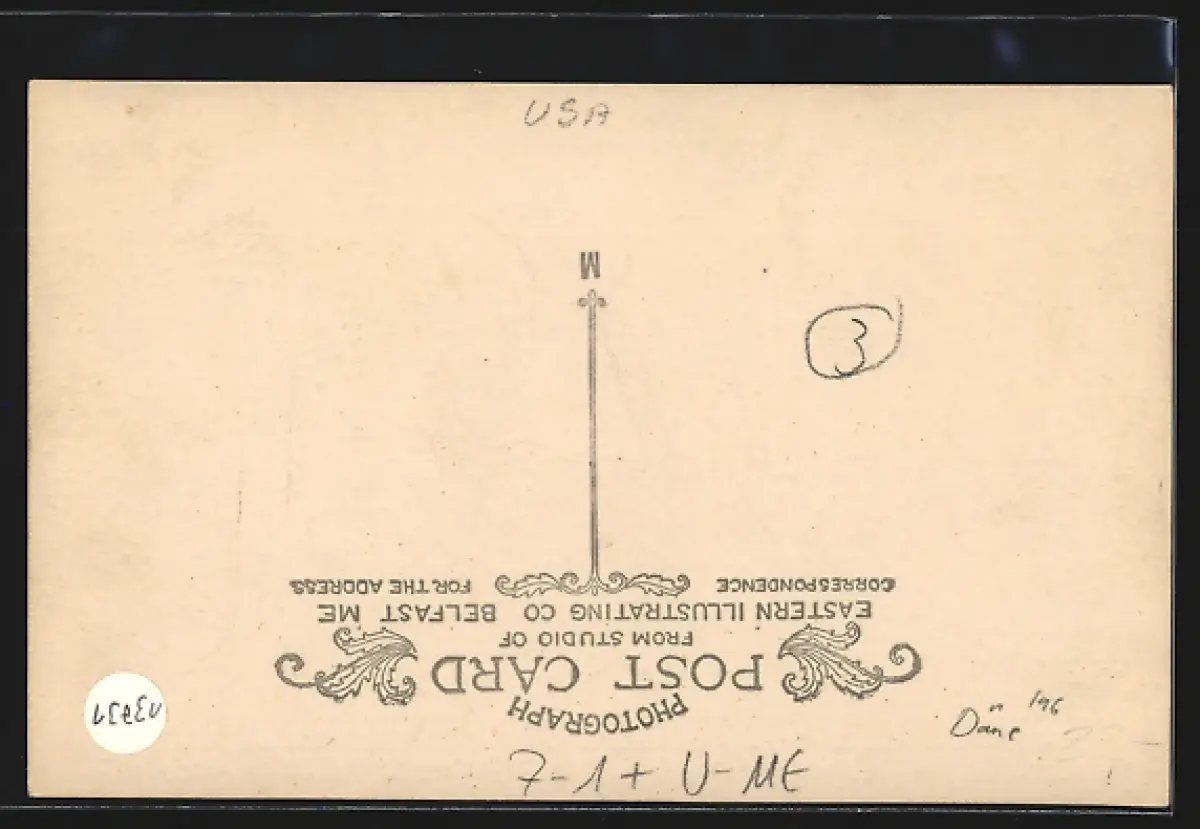 USA
M
3
CORRESPONDENCE FOR THE ADDRESS
EASTERN ILLUSTRATING CO BELFAST ME
FROM STUDIO OF
POST CARD
PHOTOGRAPH
7-1+ U-ME